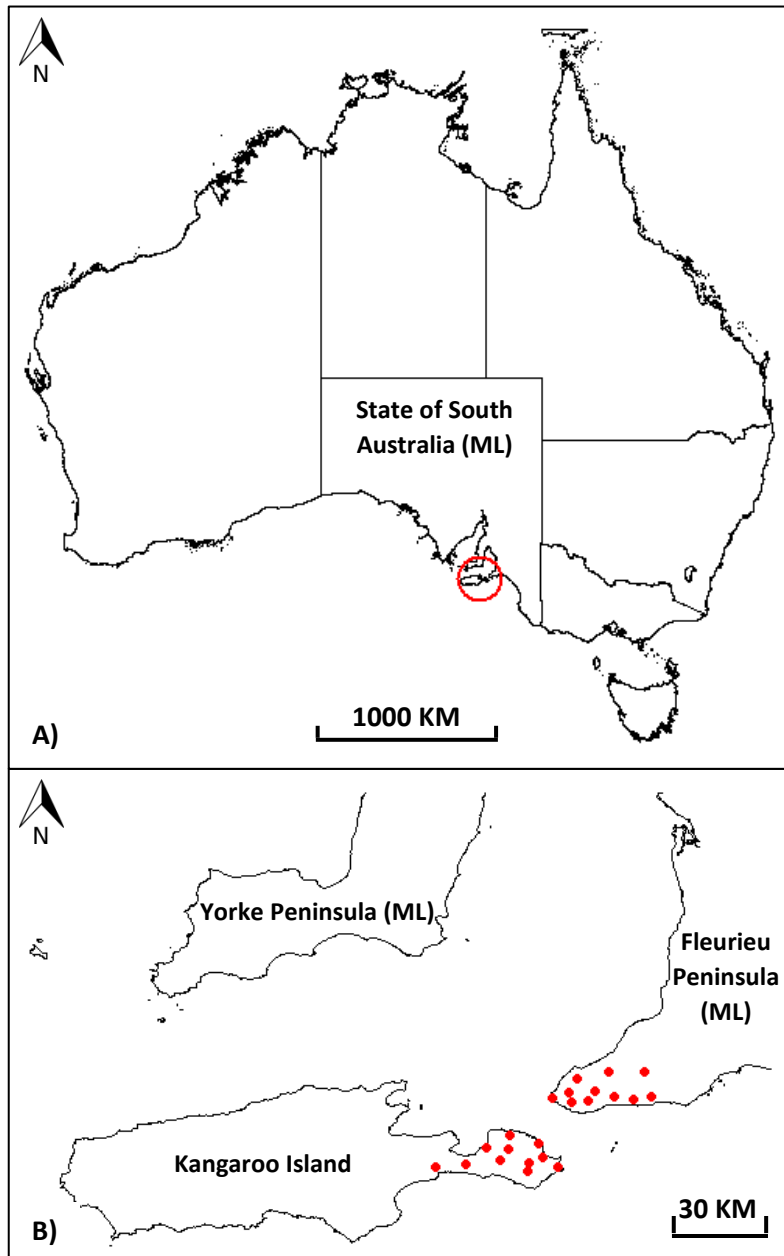 N
State of South
Australia (ML)
1000 KM
A)
N
Yorke Peninsula (ML)
Fleurieu
Peninsula
(ML)
Kangaroo Island
30 KM
B)